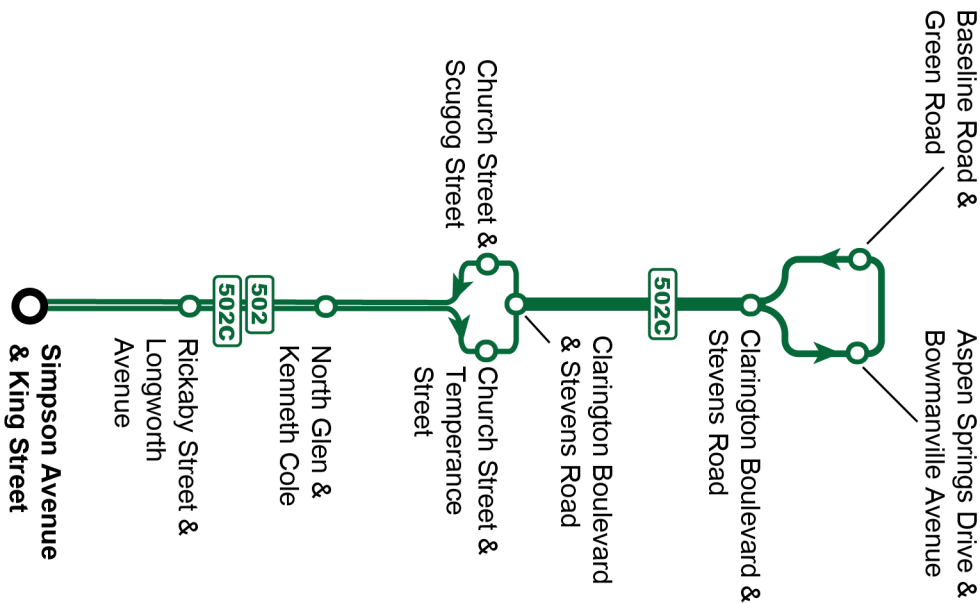 Baseline Road &
Green Road
Aspen Springs Drive &
Bowmanville Avenue
Clarington Boulevard &
Stevens Road
502C
Clarington Boulevard
& Stevens Road
Church Street &
Scugog Street
Church Street &
Temperance
Street
North Glen &
Kenneth Cole
502
502C
Rickaby Street &
Longworth
Avenue
Simpson Avenue
& King Street